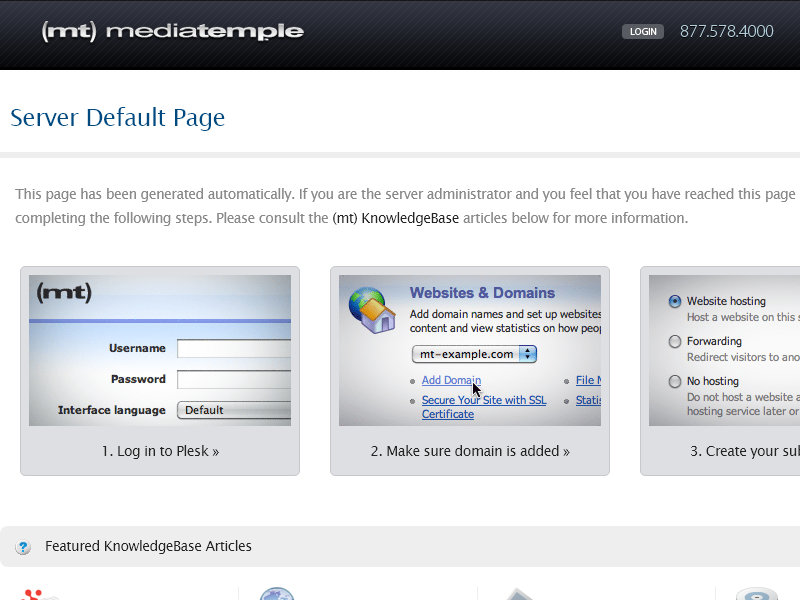 (mt) mediatemple
LOGIN
877.578.4000
Server Default Page
This page has been generated automatically. If you are the server administrator and you feel that you have reached this page
completing the following steps. Please consult the (mt) KnowledgeBase articles below for more information.
(mt)
Username
Password
Interface language Default
1. Log in to Plesk »
Websites & Domains
Add domain names and set up websites
content and view statistics on how peo
mt-example.com
Add Domain
File M
Secure Your Site with SSL
Certificate
Statis
2. Make sure domain is added »
Website hosting
Host a website on this s
Forwarding
Redirect visitors to ano
No hosting
Do not host a website a
hosting service later or
3. Create your sub
Featured KnowledgeBase Articles